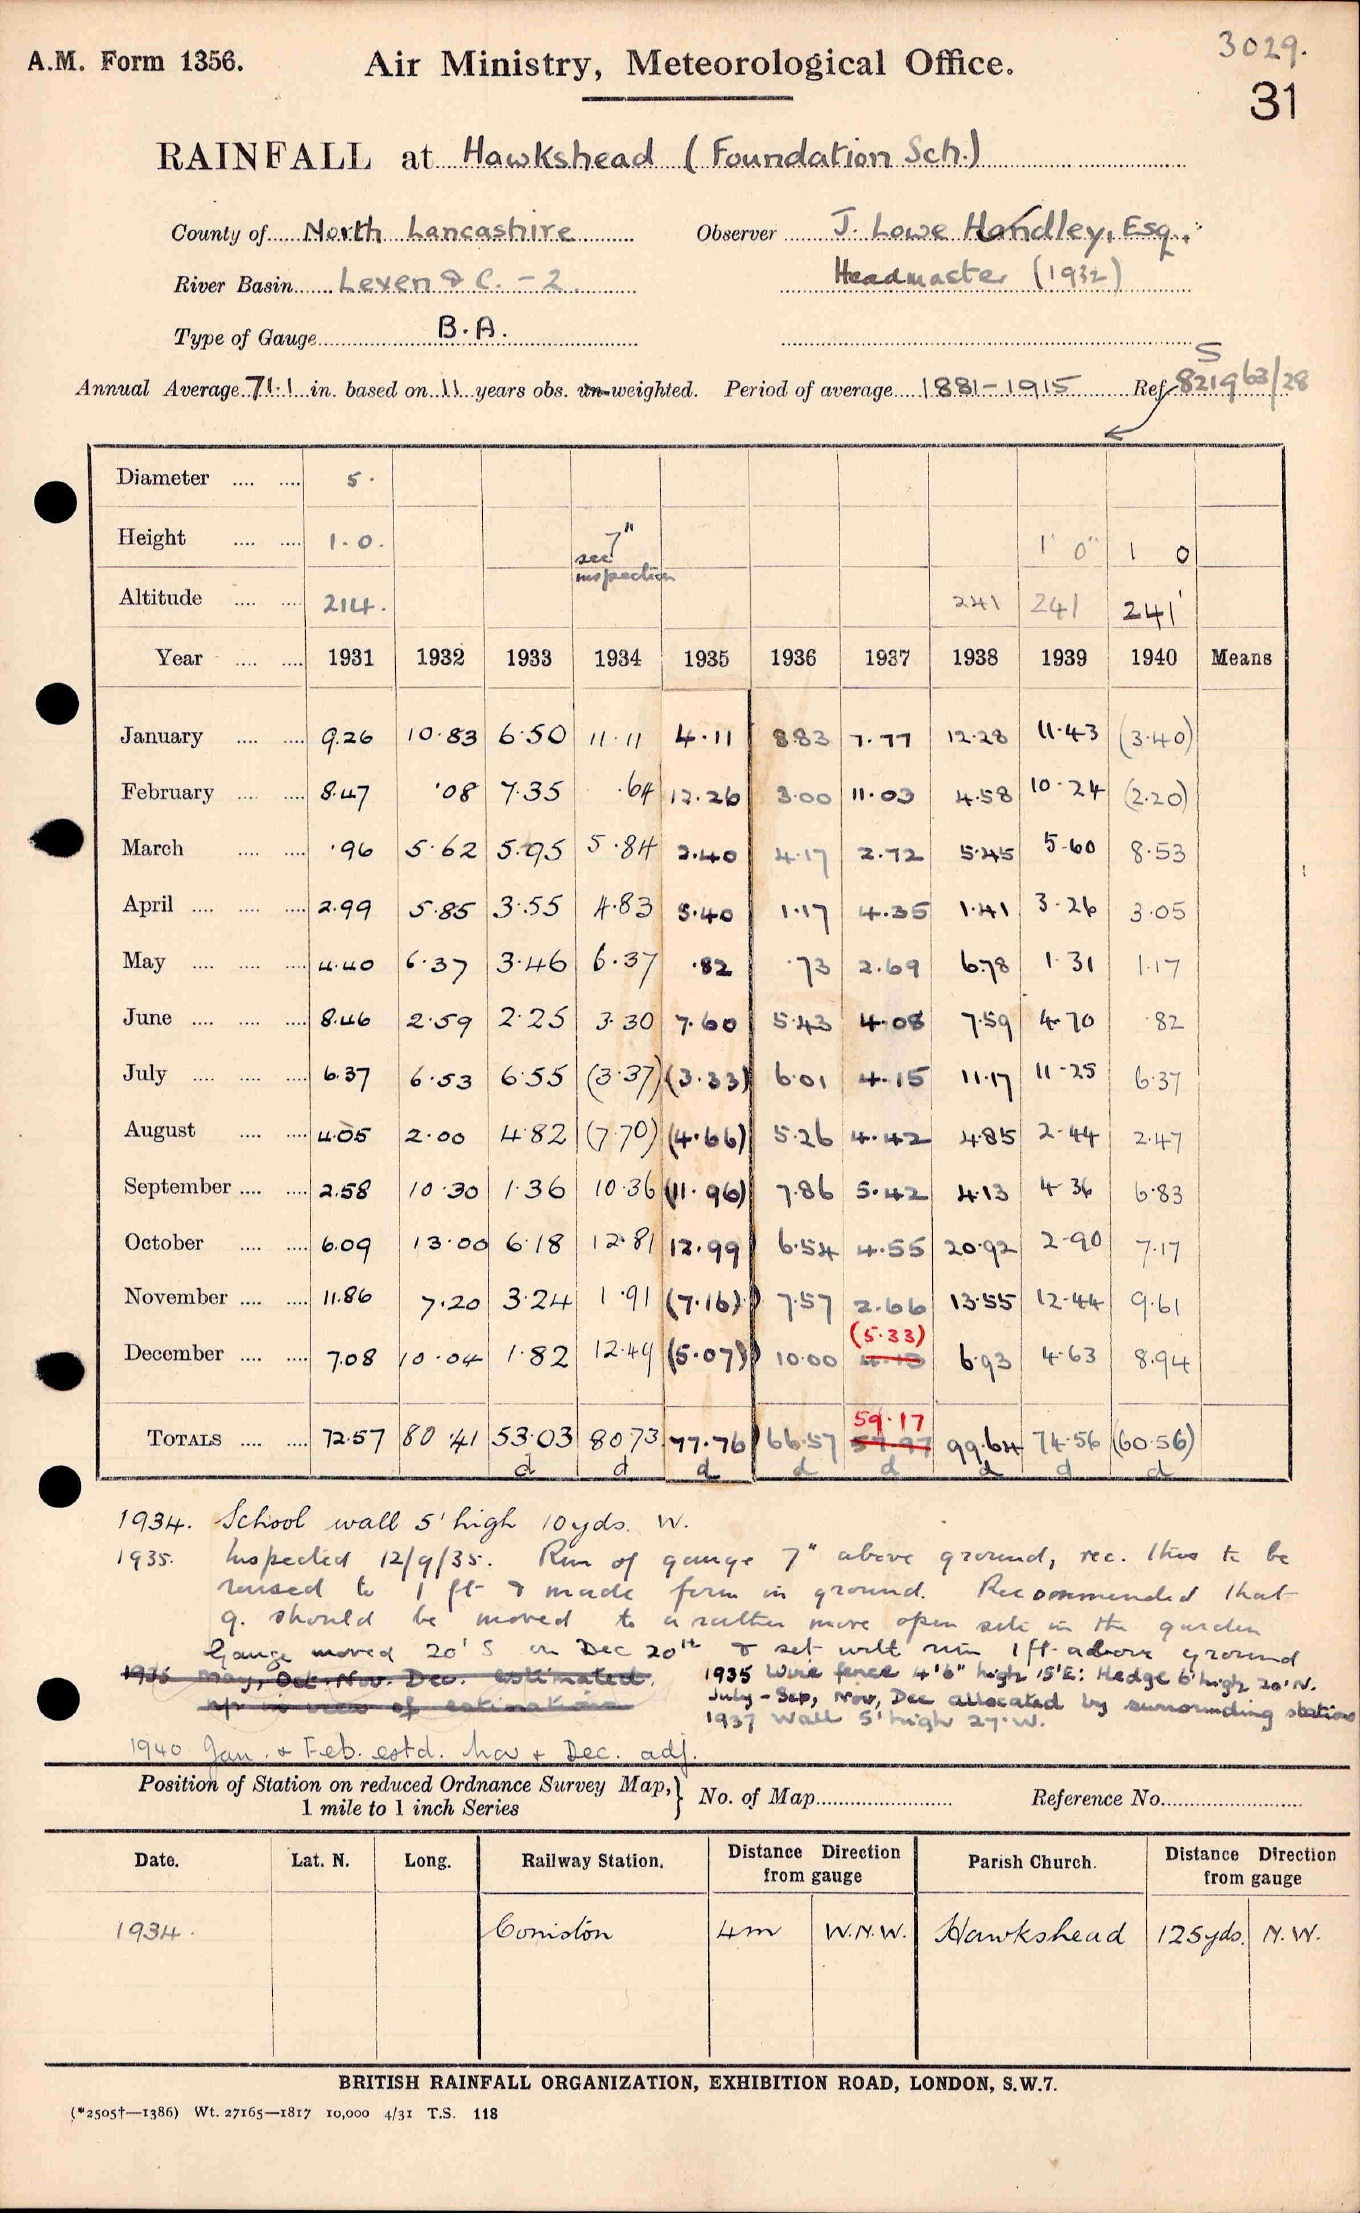 3029.
A.M. Form 1356. Air Ministry, Meteorological Office.
31
RAINFALL at Hawkshead (Foundation Sch.)
County of North Lancashire Observer J. Lowe Handley, Esq.,
River Basin Leven & C. - 2. Headmaster (1932)
Type of Gauge B.A.
S
Annual Average 71.1 in. based on 11 years obs. un-weighted. Period of average 1881-1915 Ref 821963/28
Diameter .... .... 5.
Height .... .... 1.0. 7" see inspection 1' 0" 1 0
Altitude .... .... 214. 241 241 241'
Year .... .... 1931 1932 1933 1934 1935 1936 1937 1938 1939 1940 Means
January .... .... 9.26 10.83 6.50 11.11 4.11 8.83 7.77 12.28 11.43 (3.40)
February .... .... 8.47 .08 7.35 .64 12.26 3.00 11.03 4.58 10.24 (2.20)
March .... .... .96 5.62 5.95 5.84 2.40 4.17 2.72 5.45 5.60 8.53
April .... .... .... 2.99 5.85 3.55 4.83 5.40 1.17 4.35 1.41 3.26 3.05
May .... .... .... 4.40 6.37 3.46 6.37 .82 .73 2.69 6.78 1.31 1.17
June .... .... .... 8.46 2.59 2.25 3.30 7.60 5.43 4.08 7.59 4.70 .82
July .... .... .... 6.37 6.53 6.55 (3.37) (3.33) 6.01 4.15 11.17 11.25 6.37
August .... .... 4.05 2.00 4.82 (7.70) (4.66) 5.26 4.42 4.85 2.44 2.47
September .... .... 2.58 10.30 1.36 10.36 (11.96) 7.86 5.42 4.13 4.36 6.83
October .... .... 6.09 13.00 6.18 12.81 12.99 6.54 4.55 20.92 2.90 7.17
November .... .... 11.86 7.20 3.24 1.91 (7.16) 7.57 2.66 13.55 12.44 9.61
(5.33)
December .... .... 7.08 10.04 1.82 12.49 (5.07) 10.00 4.13 6.93 4.63 8.94
59.17
TOTALS .... .... 72.57 80.41 53.03 80.73 77.76 66.57 57.97 99.64 74.56 (60.56)
d d d d d d d d
1934. School wall 5' high 10 yds. W.
1935. Inspected 12/9/35. Rim of gauge 7" above ground, rec. this to be
raised to 1 ft & made firm in ground. Recommended that
g. should be moved to a rather more open site in the garden
Gauge moved 20' S on Dec 20th & set with rim 1ft above ground
1935 May, Oct. Nov. Dec. estimated. 1935 Wire fence 4'6" high 15'E: Hedge 6' high 20' N.
n/p in view of estimations July - Sep, Nov, Dec allocated by surrounding stations
1937 Wall 5' high 27'W.
1940 Jan. & Feb. estd. Nov & Dec. adj.
Position of Station on reduced Ordnance Survey Map,} No. of Map Reference No.
1 mile to 1 inch Series
Date. Lat. N. Long. Railway Station. Distance Direction from gauge Parish Church. Distance Direction from gauge
1934. Coniston 4m W.N.W. Hawkshead 125yds. N.W.
BRITISH RAINFALL ORGANIZATION, EXHIBITION ROAD, LONDON, S.W.7.
(*2505†—1386) Wt. 27165—1817 10,000 4/31 T.S. 118